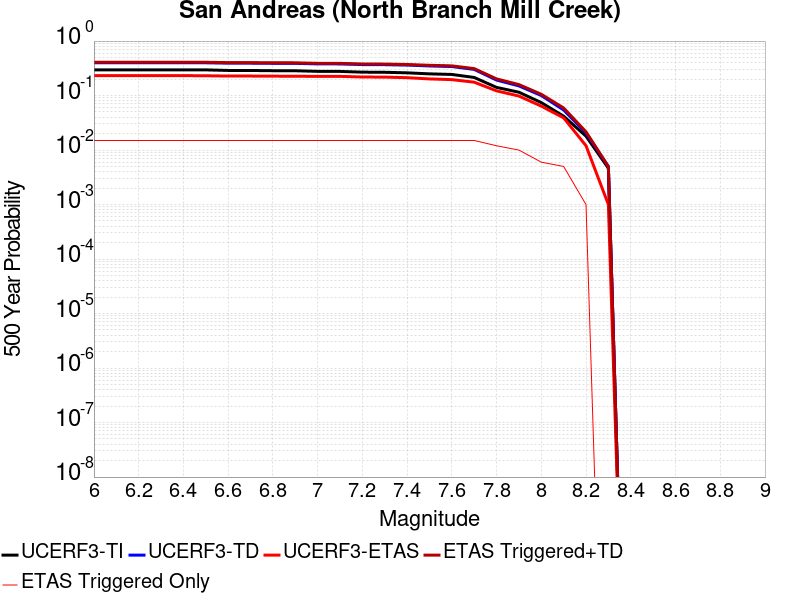 San Andreas (North Branch Mill Creek)
10^0
10^-1
10^-2
10^-3
10^-4
10^-5
10^-6
10^-7
10^-8
500 Year Probability
6 6.2 6.4 6.6 6.8 7 7.2 7.4 7.6 7.8 8 8.2 8.4 8.6 8.8 9
Magnitude
UCERF3-TI UCERF3-TD UCERF3-ETAS ETAS Triggered+TD
ETAS Triggered Only